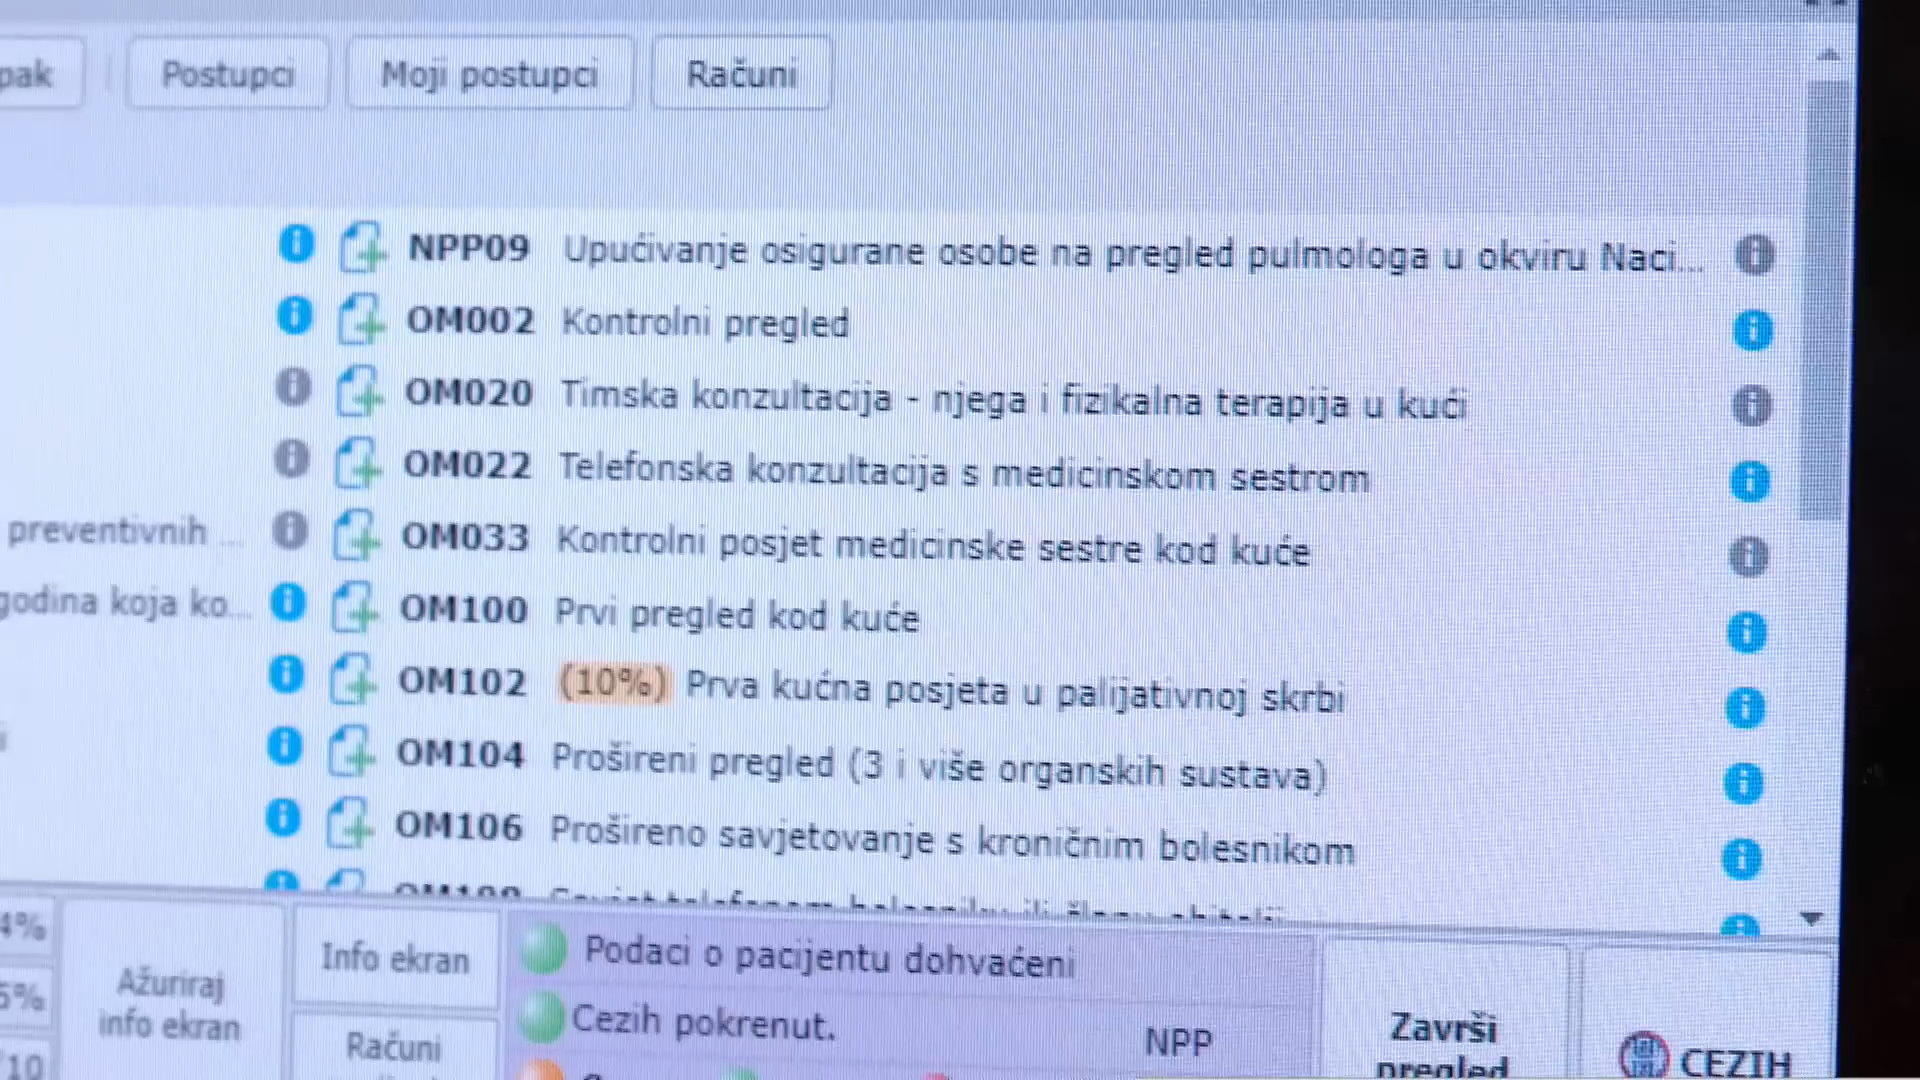 pak Postupci Moji postupci Računi
NPP09 Upućivanje osigurane osobe na pregled pulmologa u okviru Naci...
OM002 Kontrolni pregled
OM020 Timska konzultacija - njega i fizikalna terapija u kući
OM022 Telefonska konzultacija s medicinskom sestrom
preventivnih ... OM033 Kontrolni posjet medicinske sestre kod kuće
godina koja ko... OM100 Prvi pregled kod kuće
OM102 (10%) Prva kućna posjeta u palijativnoj skrbi
OM104 Prošireni pregled (3 i više organskih sustava)
OM106 Prošireno savjetovanje s kroničnim bolesnikom
4%
5%
10
Ažuriraj
info ekran
Info ekran
Računi
Podaci o pacijentu dohvaćeni
Cezih pokrenut.
NPP
Završi
pregled
CEZIH